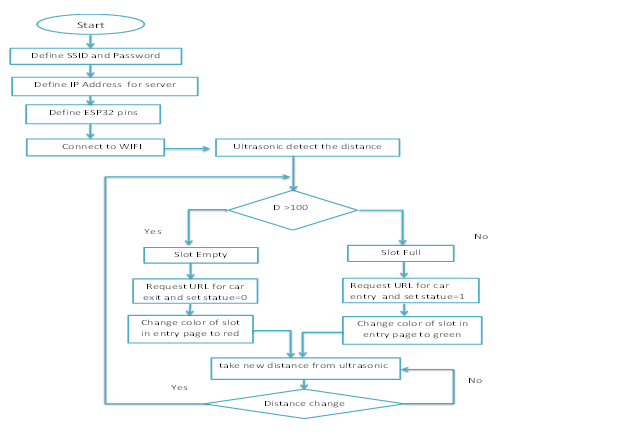 Start
Define SSID and Password
Define IP Address for server
Define ESP32 pins
Connect to WIFI
Ultrasonic detect the distance
D >100
Yes
No
Slot Empty
Slot Full
Request URL for car
exit and set statue=0
Request URL for car
entry and set statue=1
Change color of slot
in entry page to red
Change color of slot in
entry page to green
take new distance from ultrasonic
Yes
No
Distance change